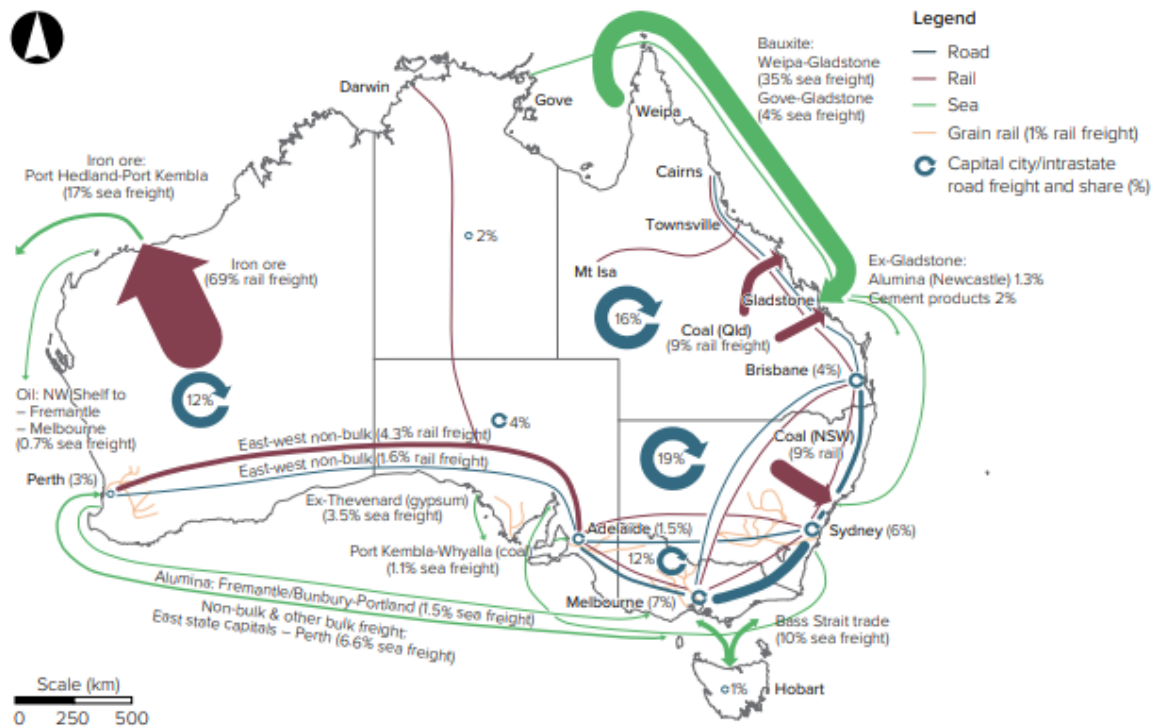 Legend
Road
Rail
Sea
Grain rail (1% rail freight)
Capital city/intrastate
road freight and share (%)
Bauxite:
Weipa-Gladstone
(35% sea freight)
Gove-Gladstone
(4% sea freight)
Darwin
Gove
Weipa
Iron ore:
Port Hedland-Port Kembla
(17% sea freight)
Cairns
Townsville
2%
Iron ore
(69% rail freight)
Mt Isa
Ex-Gladstone:
Alumina (Newcastle) 1.3%
Cement products 2%
Gladstone
16%
Coal (Qld)
(9% rail freight)
Brisbane (4%)
12%
Oil: NW Shelf to
– Fremantle
– Melbourne
(0.7% sea freight)
4%
East-west non-bulk (4.3% rail freight)
East-west non-bulk (1.6% rail freight)
Coal (NSW)
(9% rail)
19%
Perth (3%)
Ex-Thevenard (gypsum)
(3.5% sea freight)
Adelaide (1.5%)
Sydney (6%)
Port Kembla-Whyalla (coal)
(1.1% sea freight)
12%
Alumina: Fremantle/Bunbury-Portland (1.5% sea freight)
Melbourne (7%)
Non-bulk & other bulk freight:
East state capitals – Perth (6.6% sea freight)
Bass Strait trade
(10% sea freight)
1%
Hobart
Scale (km)
0 250 500